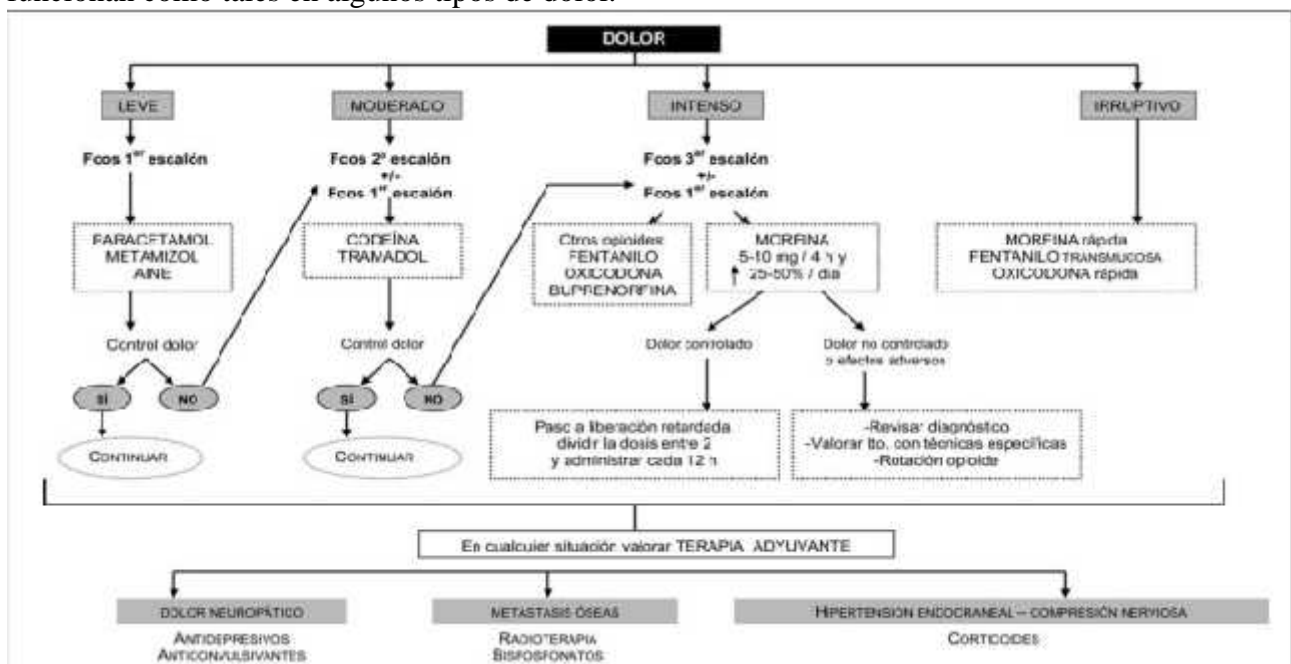 funcionan como tales en algunos tipos de dolor.
DOLOR
LEVE
MODERADO
INTENSO
IRRUPTIVO
Fcos 1er escalón
Fcos 2º escalón
+/-
Fcos 1er escalón
Fcos 3er escalón
+/-
Fcos 1er escalón
PARACETAMOL
METAMIZOL
AINE
CODEÍNA
TRAMADOL
Otros opioides
FENTANILO
OXICODONA
BUPRENORFINA
MORFINA
5-10 mg / 4 h y
25-50% / día
MORFINA rápida
FENTANILO TRANSMUCOSA
OXICODONA rápida
Control dolor
SÍ
NO
CONTINUAR
Control dolor
SÍ
NO
CONTINUAR
Dolor controlado
Dolor no controlado
o efectos adversos
Paso a liberación retardada
dividir la dosis entre 2
y administrar cada 12 h
-Revisar diagnóstico
-Valorar tto. con técnicas específicas
-Rotación opioide
En cualquier situación valorar TERAPIA ADYUVANTE
DOLOR NEUROPÁTICO
ANTIDEPRESIVOS
ANTICONVULSIVANTES
METASTASIS ÓSEAS
RADIOTERAPIA
BISFOSFONATOS
HIPERTENSION ENDOCRANEAL – COMPRESIÓN NERVIOSA
CORTICOIDES